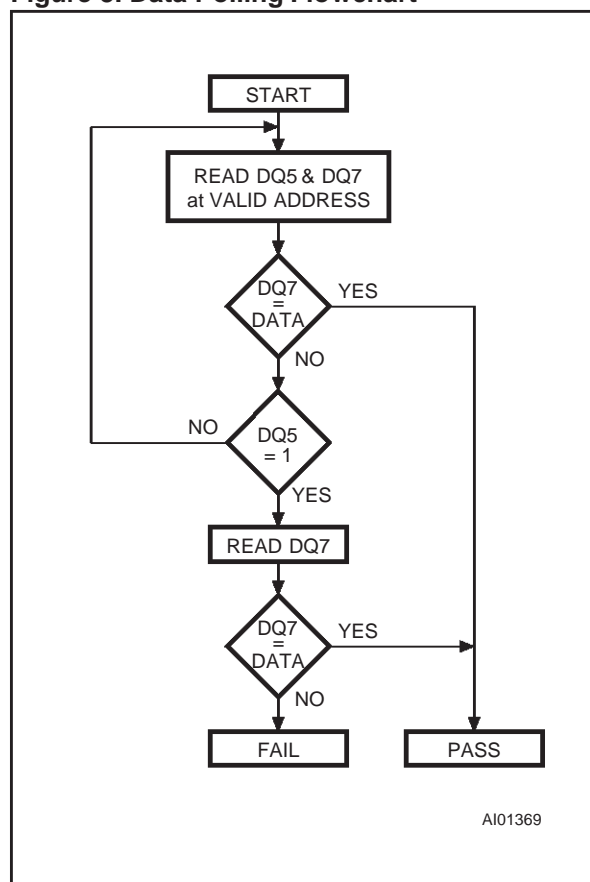 Figure 8. Data Polling Flowchart
START
READ DQ5 & DQ7
at VALID ADDRESS
DQ7
=
DATA
YES
NO
DQ5
= 1
NO
YES
READ DQ7
DQ7
=
DATA
YES
NO
FAIL
PASS
AI01369